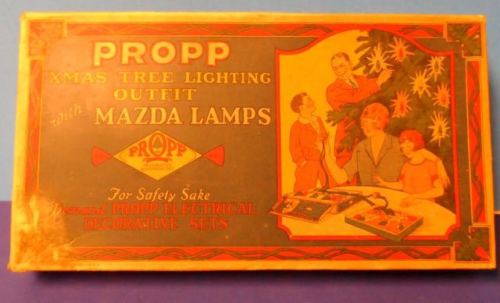 PROPP
XMAS TREE LIGHTING
OUTFIT
with MAZDA LAMPS
PROPP
For Safety Sake
Demand PROPP ELECTRICAL
DECORATIVE SETS